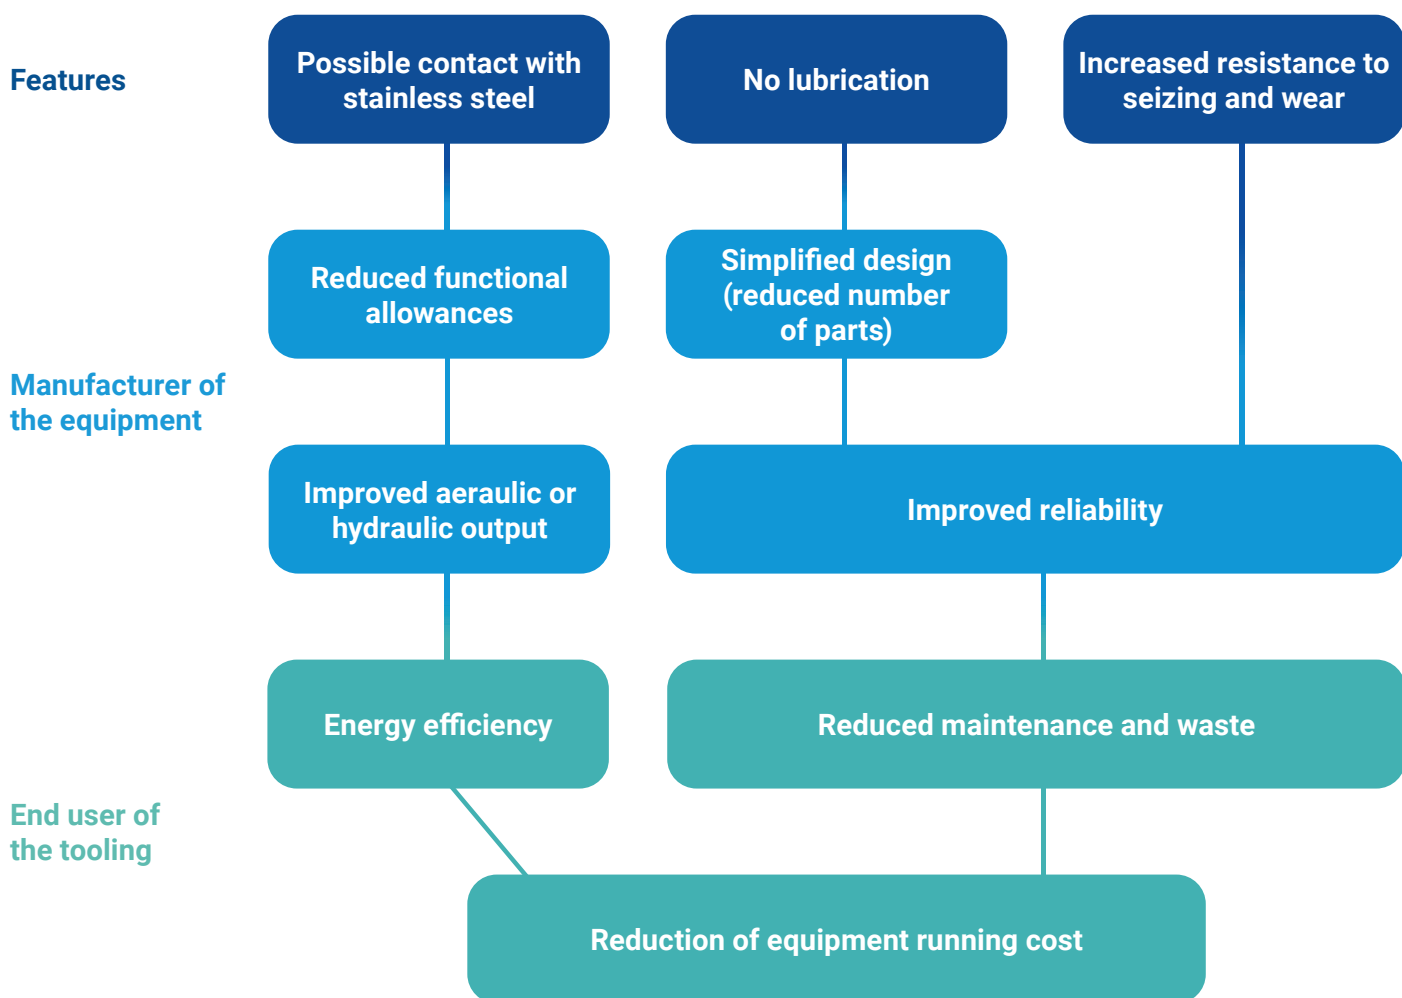 Features
Possible contact with
stainless steel
No lubrication
Increased resistance to
seizing and wear
Reduced functional
allowances
Simplified design
(reduced number
of parts)
Manufacturer of
the equipment
Improved aeraulic or
hydraulic output
Improved reliability
Energy efficiency
Reduced maintenance and waste
End user of
the tooling
Reduction of equipment running cost